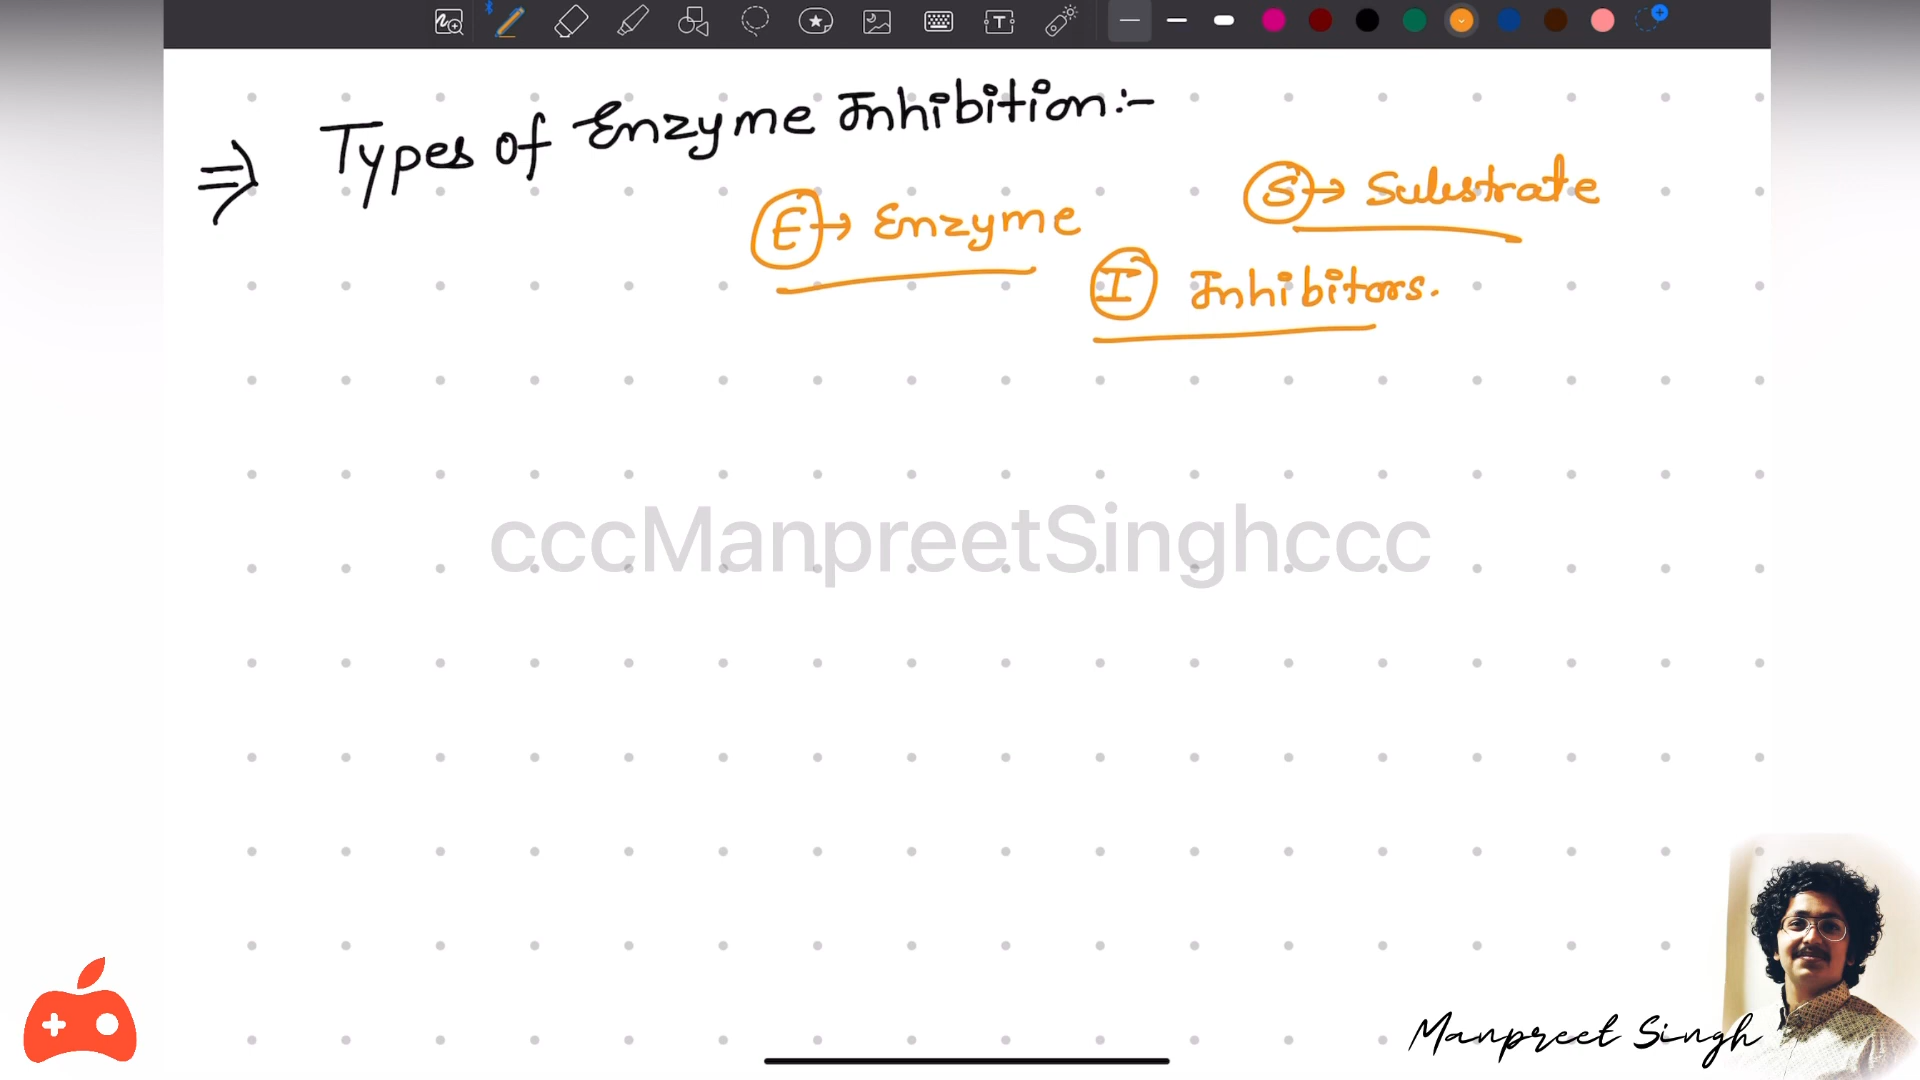 ⇒ Types of Enzyme Inhibition:-
E → Enzyme
S → Substrate
I Inhibitors.
cccManpreetSinghccc
Manpreet Singh